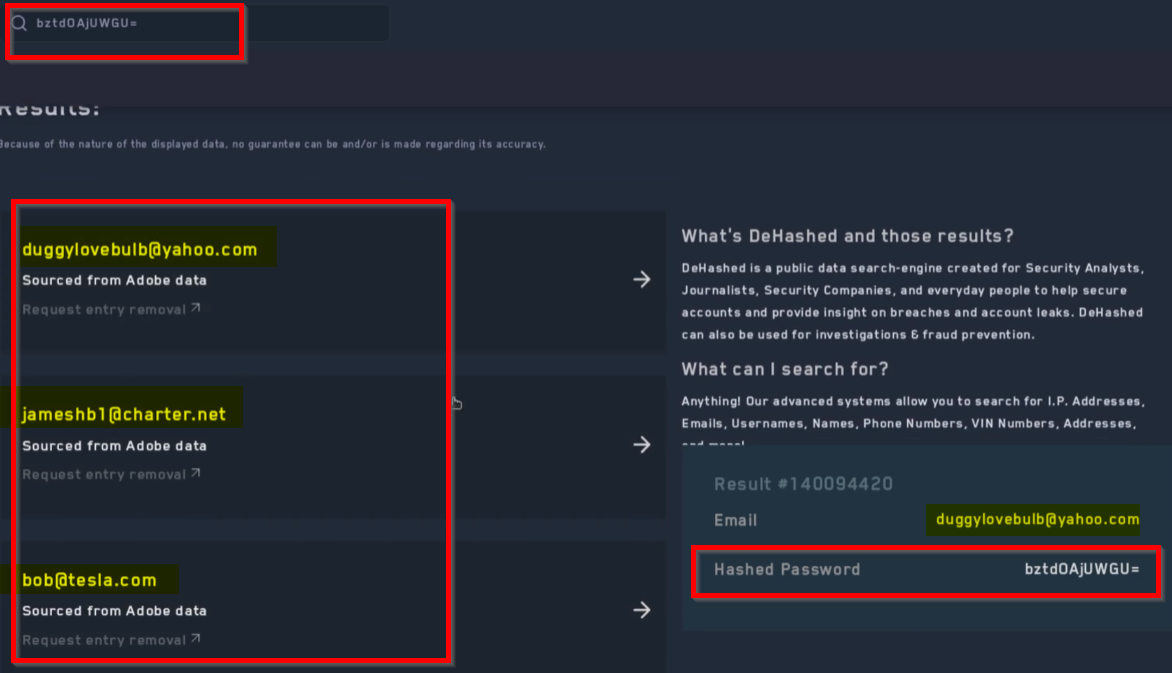 bztdOAjUWGU=
Results:
Because of the nature of the displayed data, no guarantee can be and/or is made regarding its accuracy.
duggylovebulb@yahoo.com
Sourced from Adobe data
Request entry removal
jameshb1@charter.net
Sourced from Adobe data
Request entry removal
bob@tesla.com
Sourced from Adobe data
Request entry removal
What's DeHashed and those results?
DeHashed is a public data search-engine created for Security Analysts,
Journalists, Security Companies, and everyday people to help secure
accounts and provide insight on breaches and account leaks. DeHashed
can also be used for investigations & fraud prevention.
What can I search for?
Anything! Our advanced systems allow you to search for I.P. Addresses,
Emails, Usernames, Names, Phone Numbers, VIN Numbers, Addresses,
and more!
Result #140094420
Email duggylovebulb@yahoo.com
Hashed Password bztdOAjUWGU=